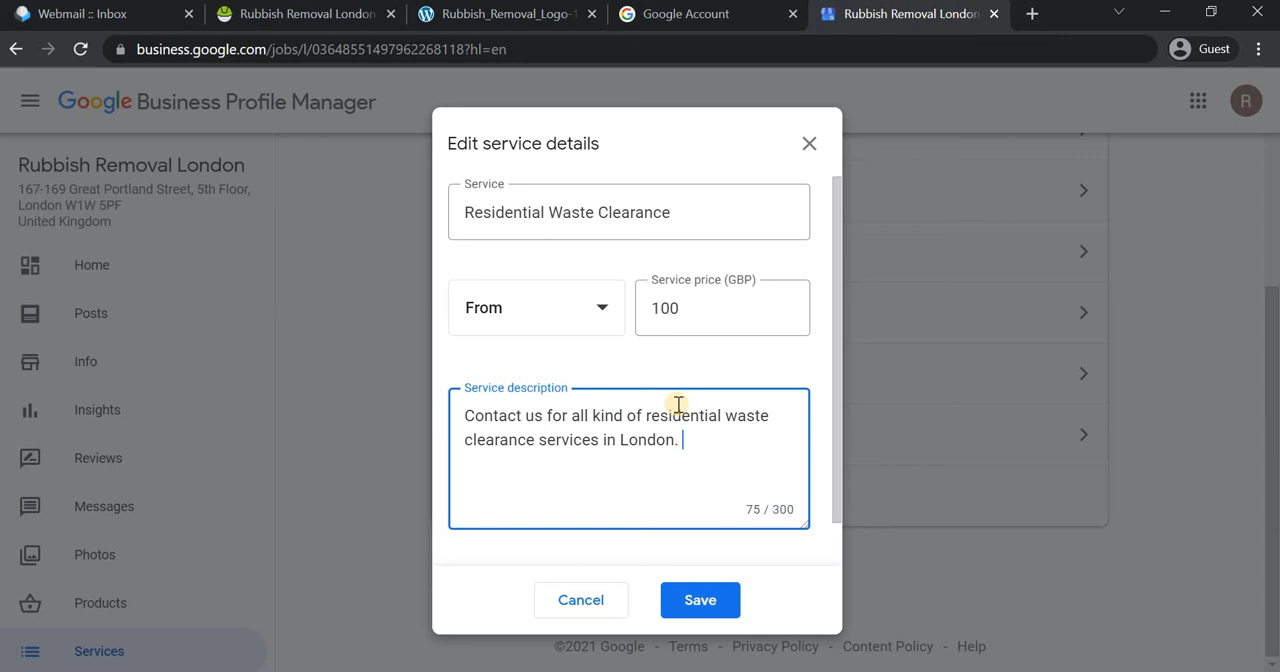 Webmail :: Inbox
Rubbish Removal London
Rubbish_Removal_Logo-1
Google Account
Rubbish Removal London
business.google.com/jobs/l/03648551497962268118?hl=en
Guest
Google Business Profile Manager
R
Rubbish Removal London
167-169 Great Portland Street, 5th Floor,
London W1W 5PF
United Kingdom
Home
Posts
Info
Insights
Reviews
Messages
Photos
Products
Services
Edit service details
Service
Residential Waste Clearance
From
Service price (GBP)
100
Service description
Contact us for all kind of residential waste
clearance services in London.
75 / 300
Cancel
Save
©2021 Google - Terms - Privacy Policy - Content Policy - Help